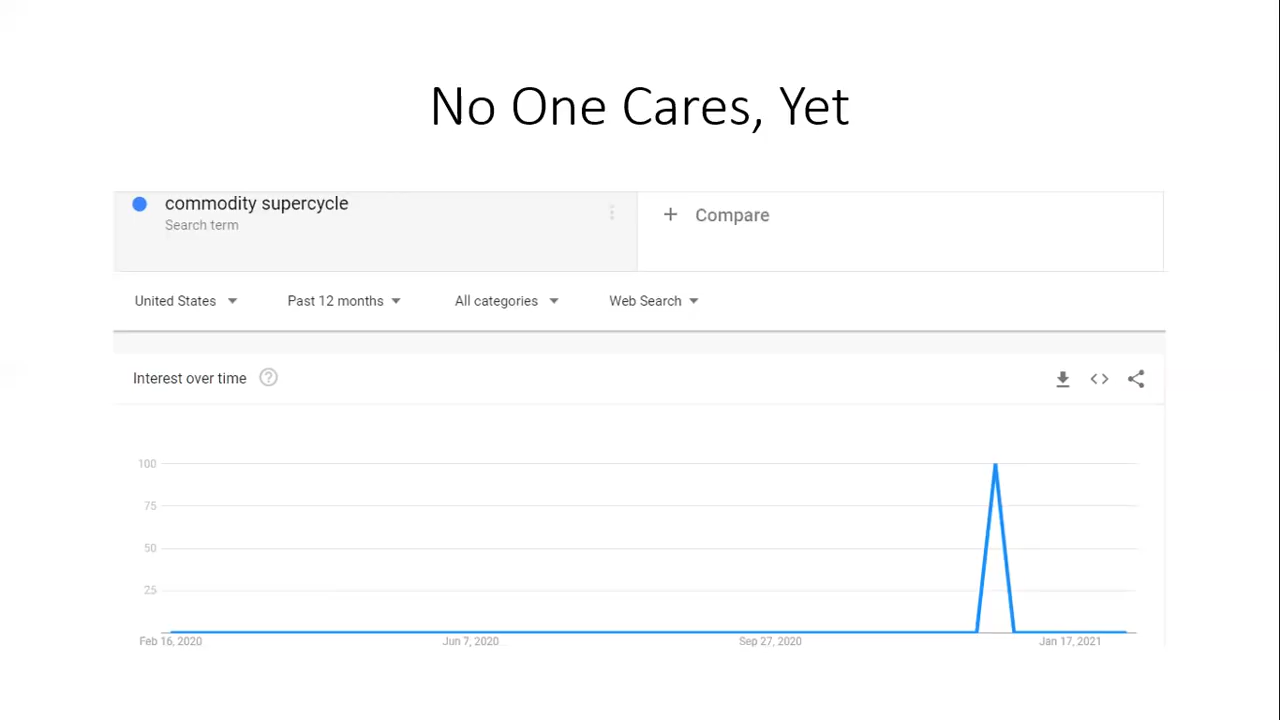 No One Cares, Yet
commodity supercycle
Search term
+ Compare
United States
Past 12 months
All categories
Web Search
Interest over time ?
100
75
50
25
Feb 16, 2020
Jun 7, 2020
Sep 27, 2020
Jan 17, 2021